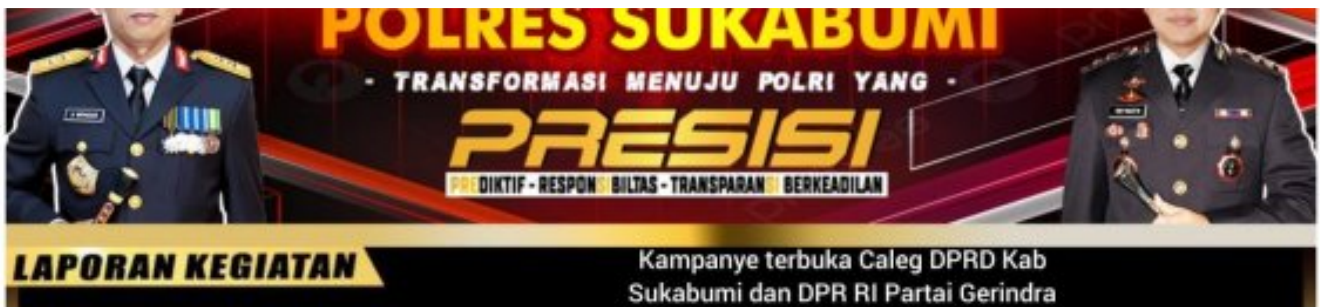 POLRES SUKABUMI
- TRANSFORMASI MENUJU POLRI YANG -
PRESISI
PREDIKTIF - RESPONSIBILTAS - TRANSPARANSI BERKEADILAN
LAPORAN KEGIATAN
Kampanye terbuka Caleg DPRD Kab
Sukabumi dan DPR RI Partai Gerindra